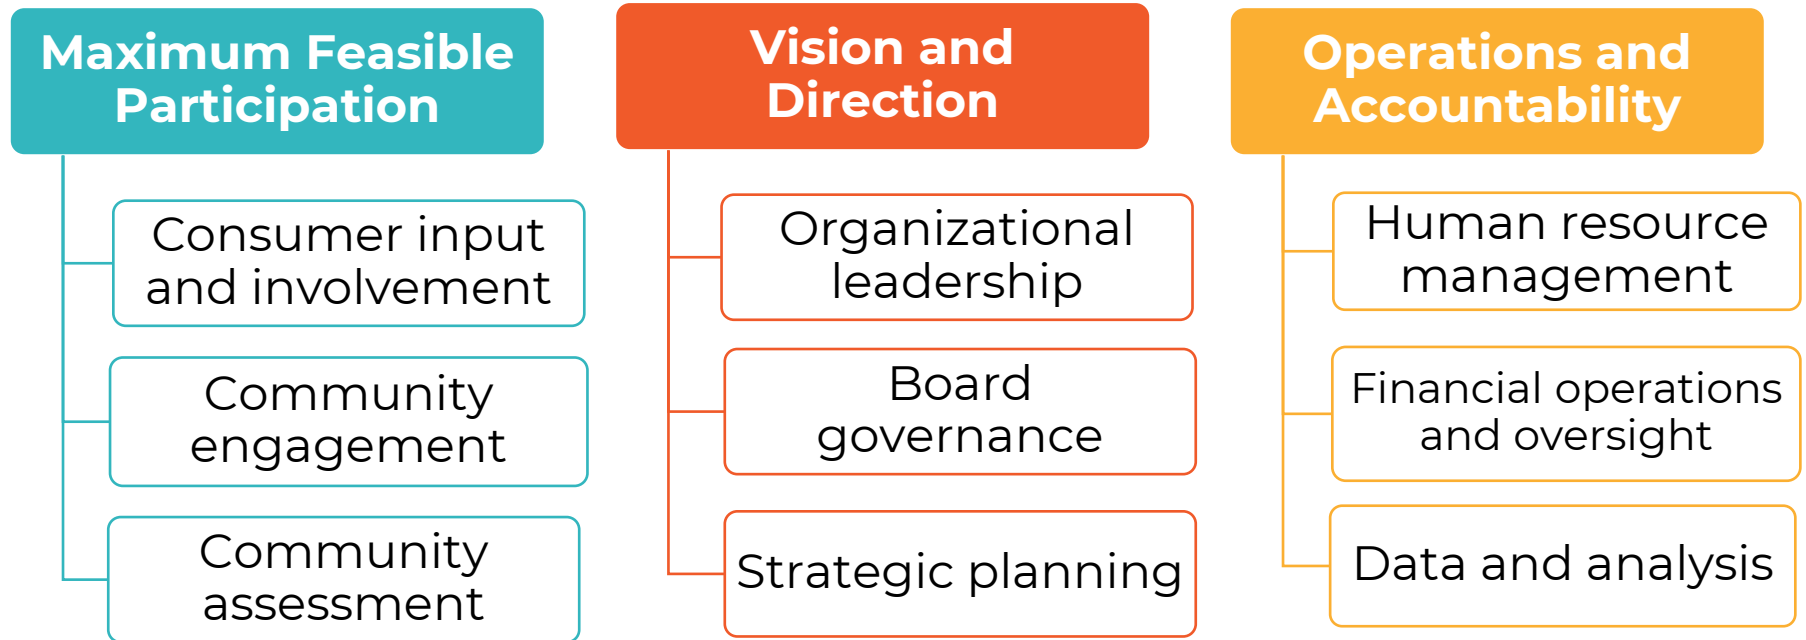 Maximum Feasible
Participation
Consumer input
and involvement
Community
engagement
Community
assessment
Vision and
Direction
Organizational
leadership
Board
governance
Strategic planning
Operations and
Accountability
Human resource
management
Financial operations
and oversight
Data and analysis